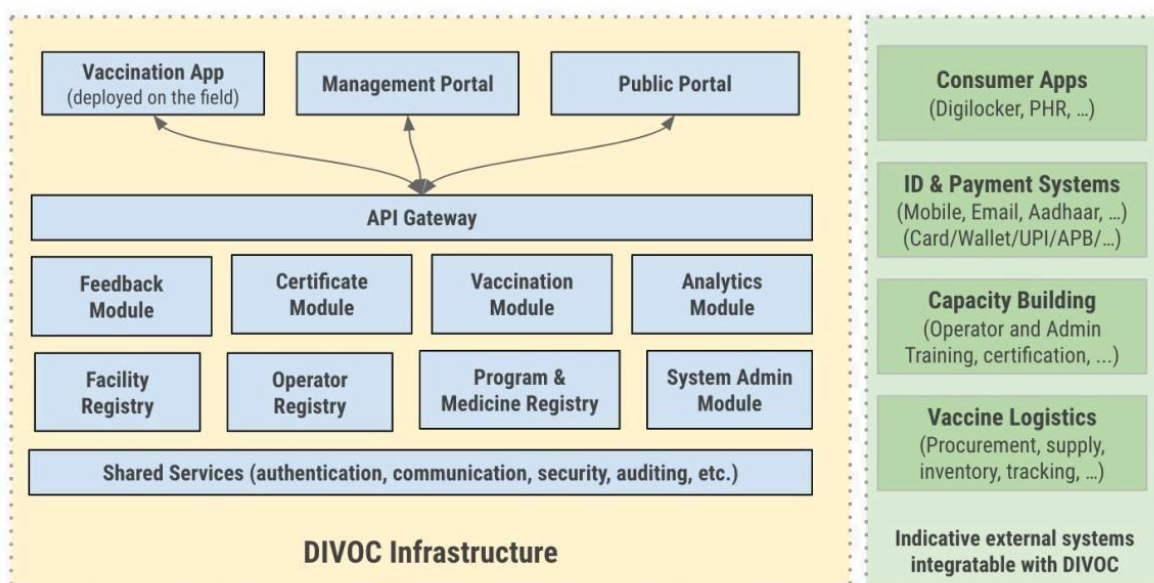 Vaccination App
(deployed on the field)
Management Portal
Public Portal
API Gateway
Feedback
Module
Certificate
Module
Vaccination
Module
Analytics
Module
Facility
Registry
Operator
Registry
Program &
Medicine Registry
System Admin
Module
Shared Services (authentication, communication, security, auditing, etc.)
DIVOC Infrastructure
Consumer Apps
(Digilocker, PHR, …)
ID & Payment Systems
(Mobile, Email, Aadhaar, …)
(Card/Wallet/UPI/APB/…)
Capacity Building
(Operator and Admin
Training, certification, ...)
Vaccine Logistics
(Procurement, supply,
inventory, tracking, …)
Indicative external systems
integratable with DIVOC